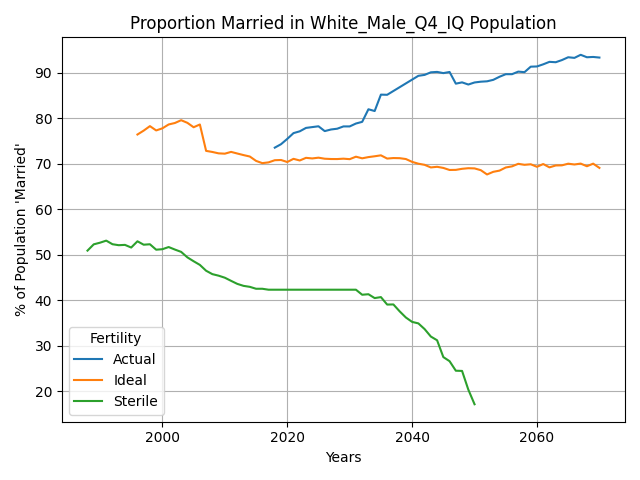 Proportion Married in White_Male_Q4_IQ Population
% of Population 'Married'
90
80
70
60
50
40
30
20
Fertility
Actual
Ideal
Sterile
2000
2020
2040
2060
Years